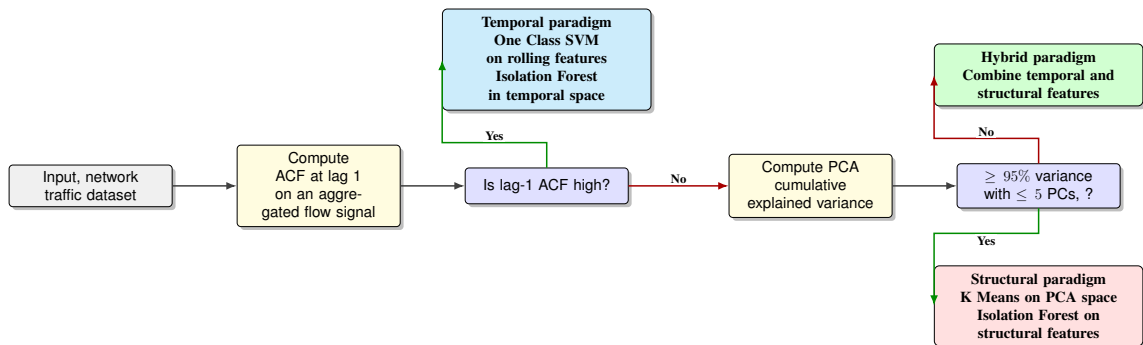 Input, network
traffic dataset
Compute
ACF at lag 1
on an aggre-
gated flow signal
Is lag-1 ACF high?
Yes
Temporal paradigm
One Class SVM
on rolling features
Isolation Forest
in temporal space
No
Compute PCA
cumulative
explained variance
≥ 95% variance
with ≤ 5 PCs, ?
No
Hybrid paradigm
Combine temporal and
structural features
Yes
Structural paradigm
K Means on PCA space
Isolation Forest on
structural features